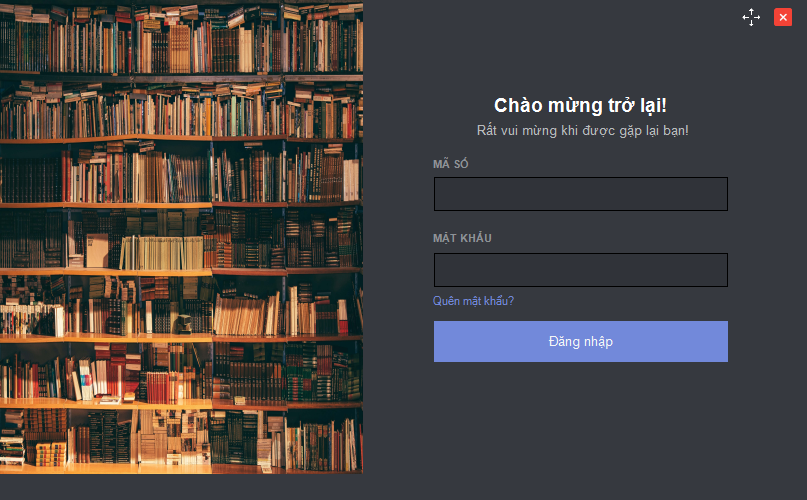 Chào mừng trở lại!
Rất vui mừng khi được gặp lại bạn!
MÃ SỐ
MẬT KHẨU
Quên mật khẩu?
Đăng nhập